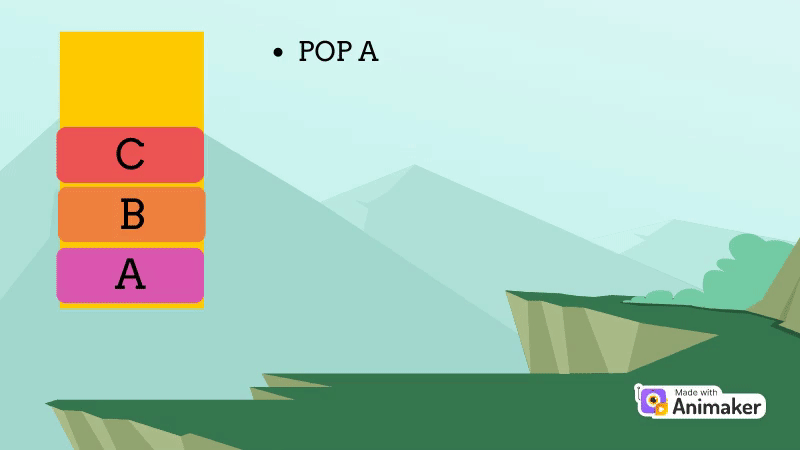 • POP A
C
B
A
Made with
Animaker